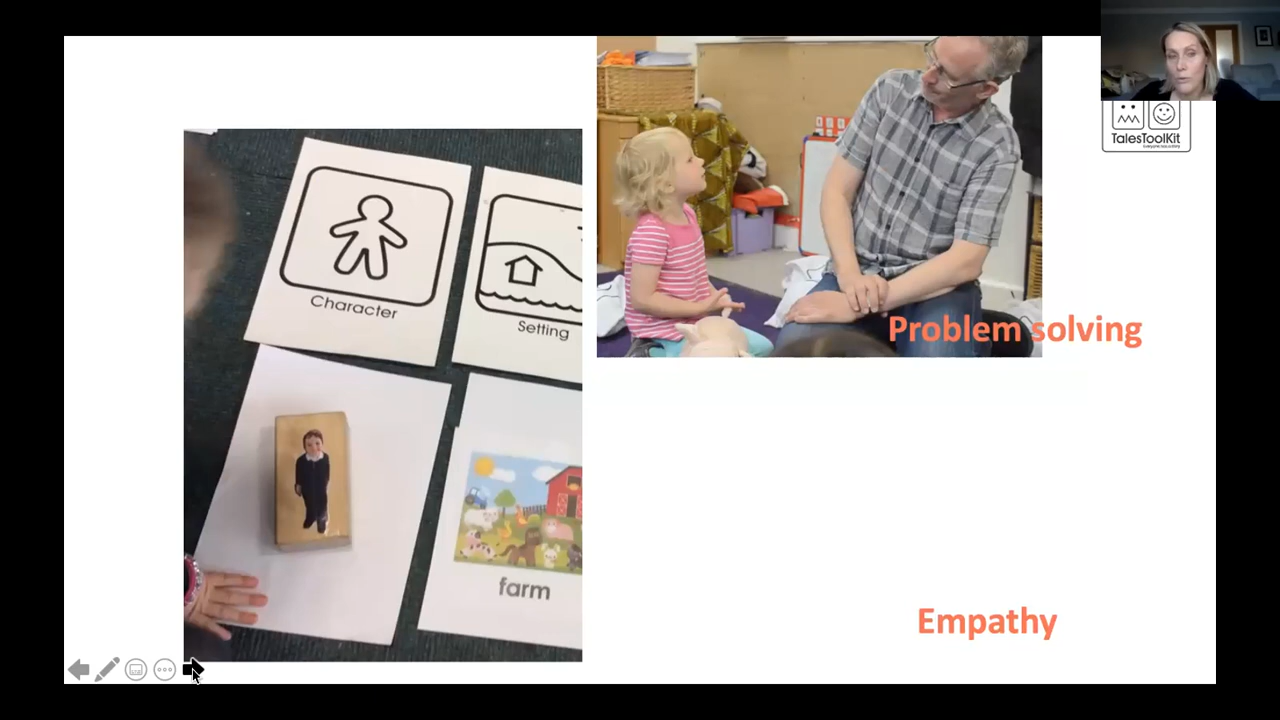 Character
Setting
farm
Problem solving
Empathy
TalesToolKit